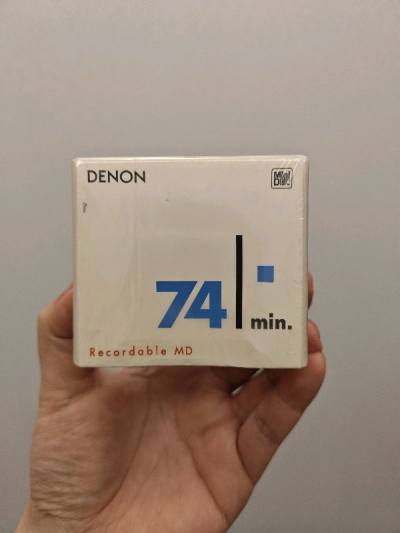 DENON
MiniDisc
74 min.
Recordable MD